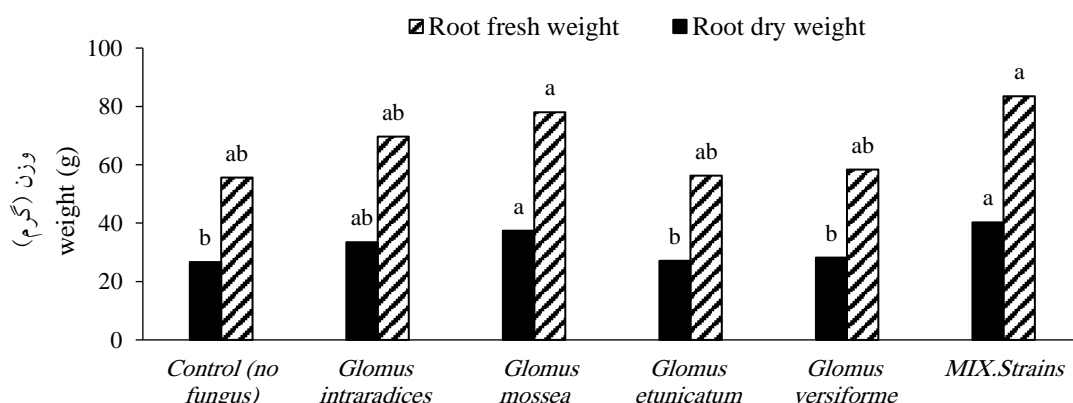 Root fresh weight
Root dry weight
وزن (گرم)
weight (g)
100
80
60
40
20
0
b
ab
ab
ab
a
a
b
ab
b
ab
a
a
Control (no
fungus)
Glomus
intraradices
Glomus
mossea
Glomus
etunicatum
Glomus
versiforme
MIX.Strains